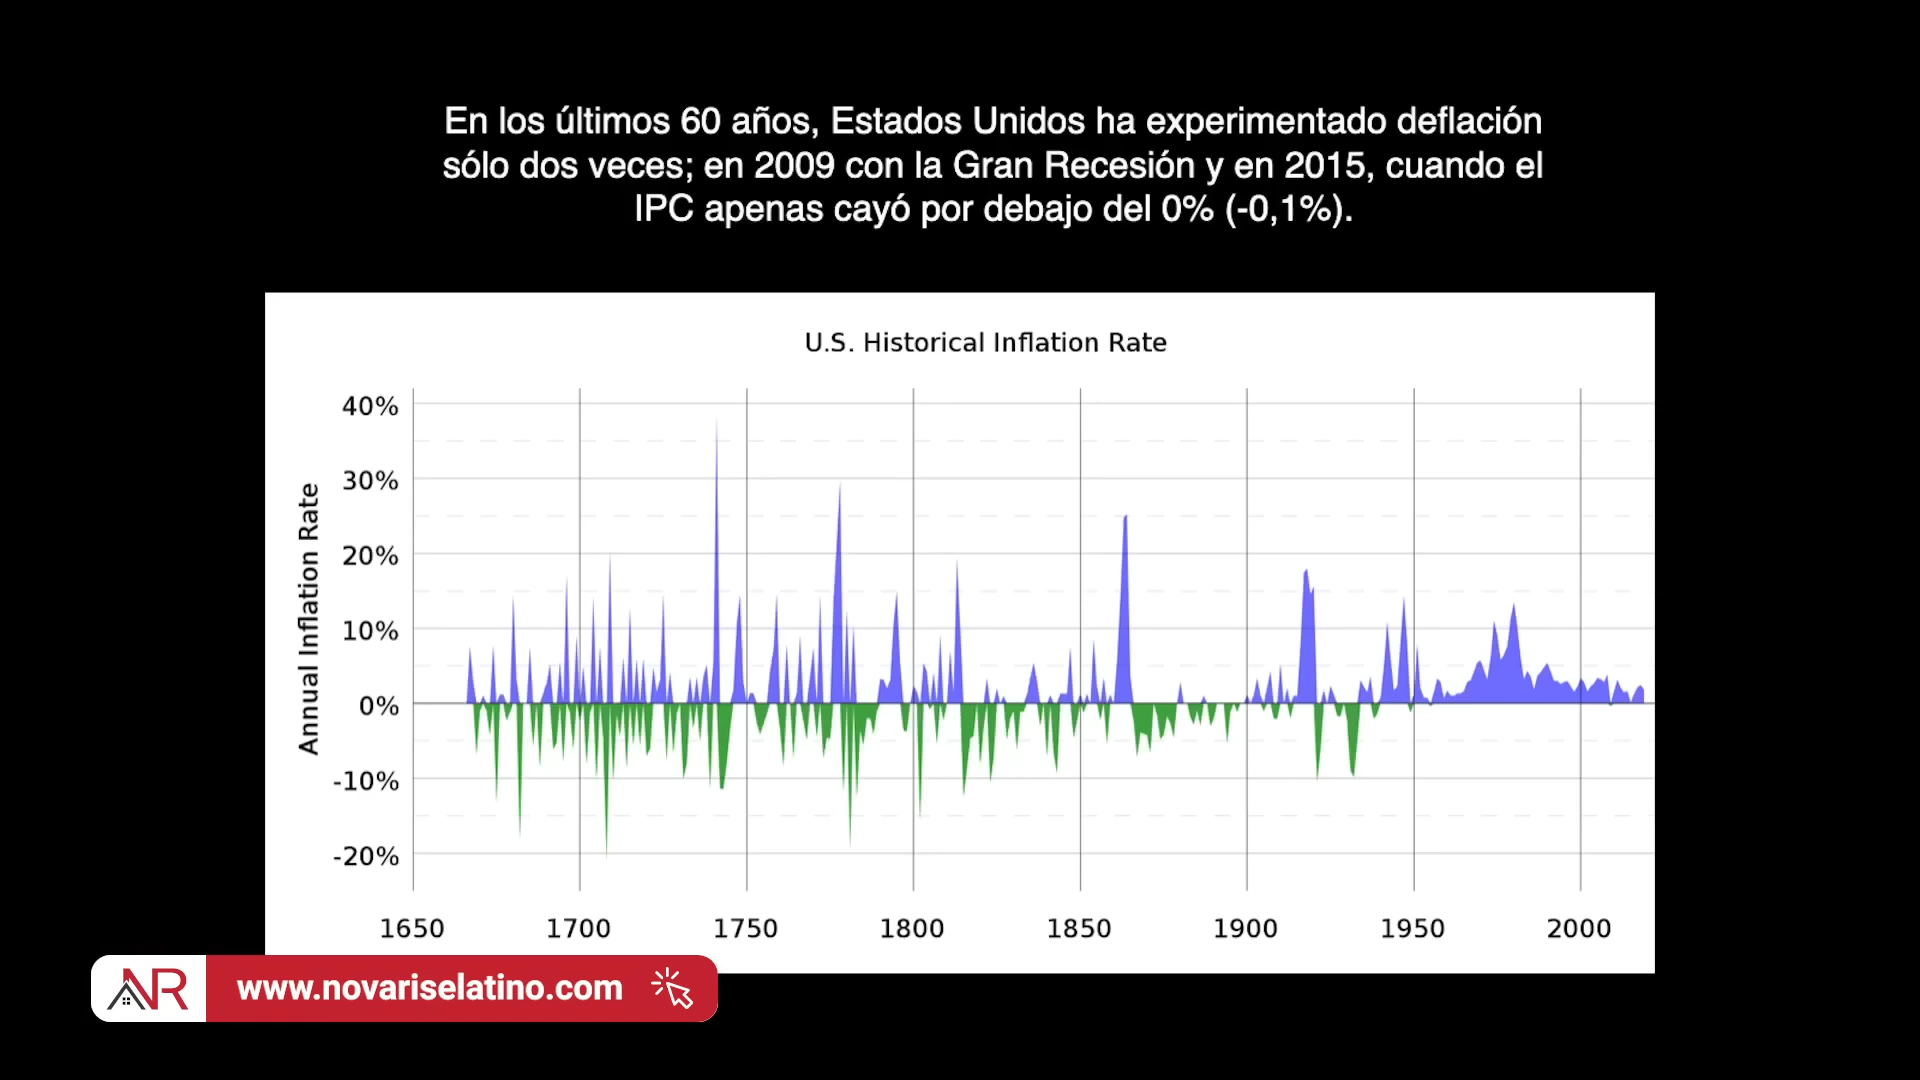 En los últimos 60 años, Estados Unidos ha experimentado deflación
sólo dos veces; en 2009 con la Gran Recesión y en 2015, cuando el
IPC apenas cayó por debajo del 0% (-0,1%).
U.S. Historical Inflation Rate
Annual Inflation Rate
40%
30%
20%
10%
0%
-10%
-20%
1650 1700 1750 1800 1850 1900 1950 2000
NR www.novariselatino.com